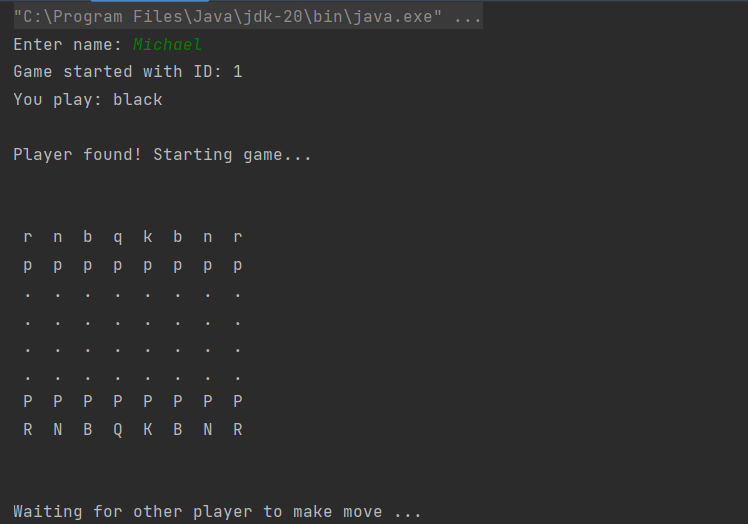 "C:\Program Files\Java\jdk-20\bin\java.exe" ...
Enter name: Michael
Game started with ID: 1
You play: black
Player found! Starting game...
r n b q k b n r
p p p p p p p p
. . . . . . . .
. . . . . . . .
. . . . . . . .
. . . . . . . .
P P P P P P P P
R N B Q K B N R
Waiting for other player to make move ...